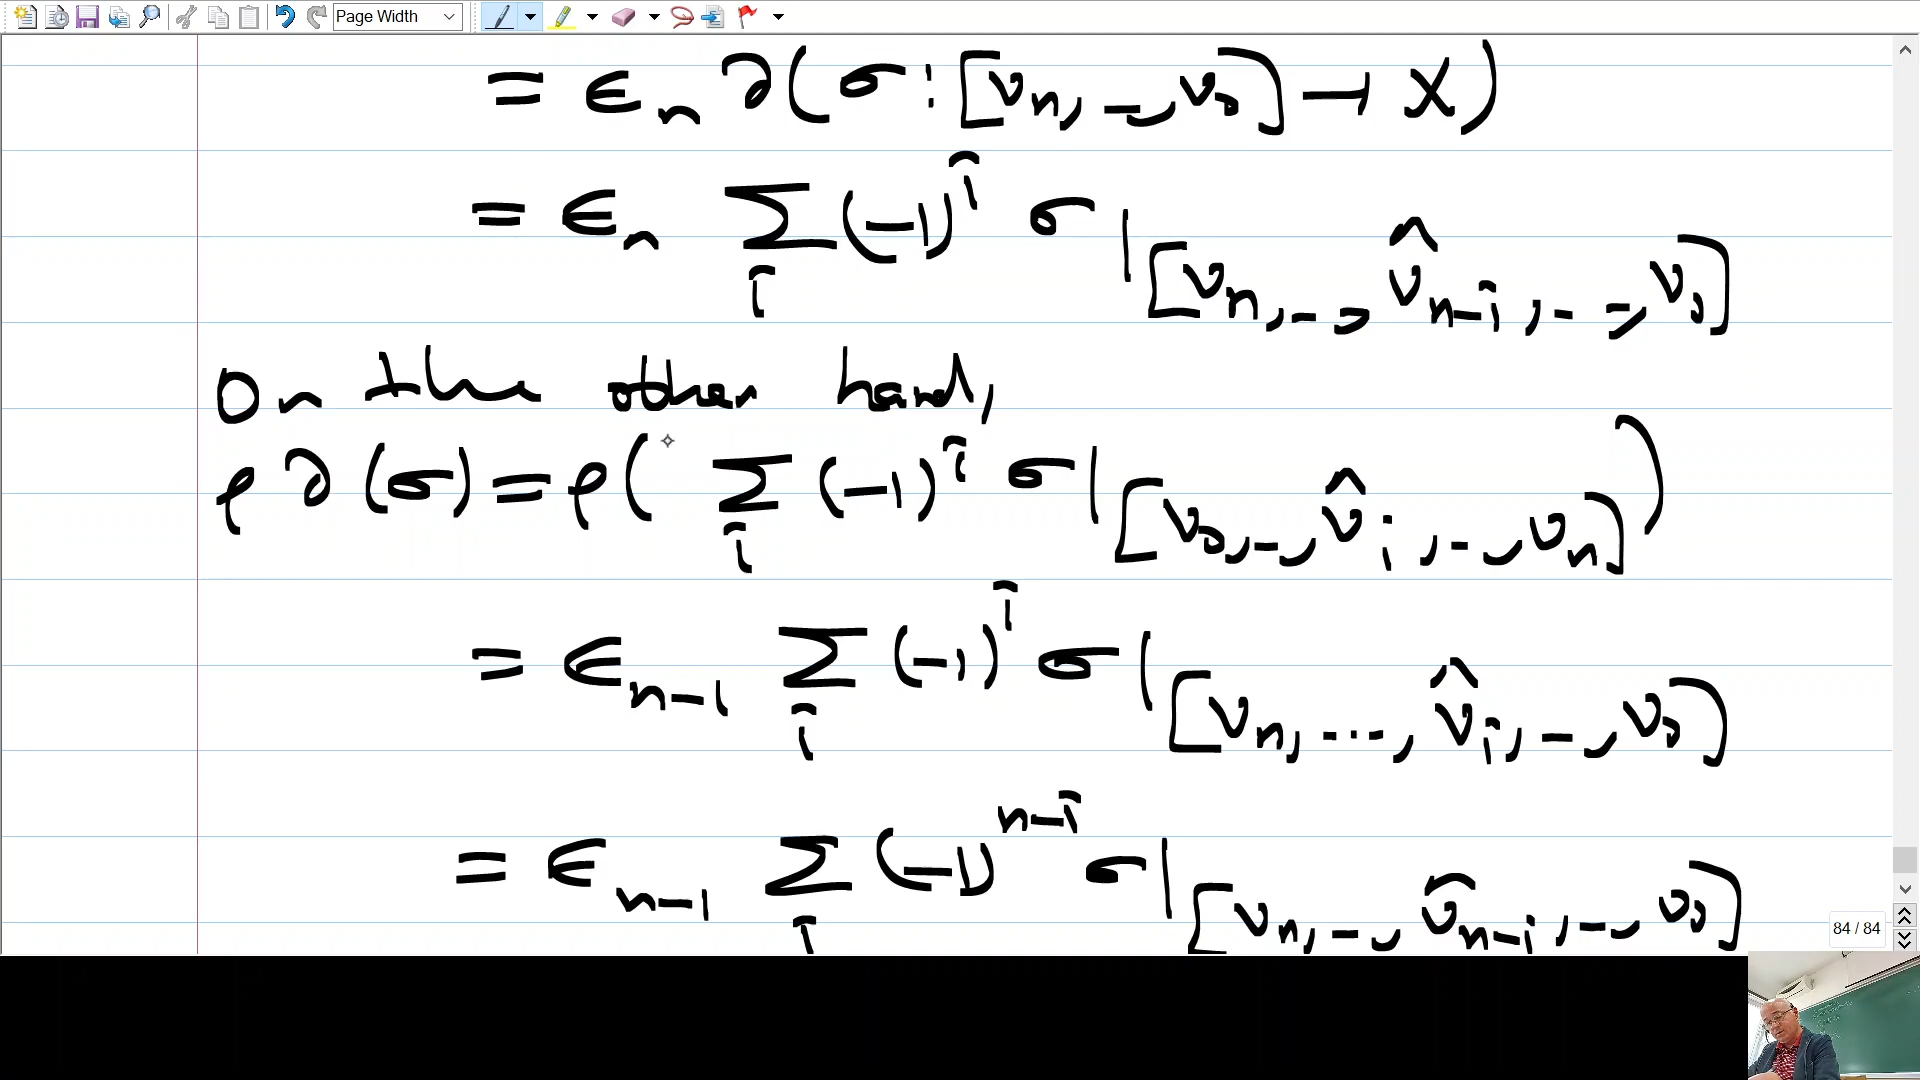 Page Width
= ϵ_n ∂(σ: [v_n, –, v_0] → X)
= ϵ_n Σ_i (-1)^i σ|_[v_n, –, v̂_{n-i}, - -, v_0]
On the other hand,
ρ∂(σ) = ρ( Σ_i (-1)^i σ|_[v_0, –, v̂_i, –, v_n] )
= ϵ_{n-1} Σ_i (-1)^i σ|_[v_n, ..., v̂_i, –, v_0]
= ϵ_{n-1} Σ_i (-1)^{n-i} σ|_[v_n, –, v̂_{n-i}, –, v_0]
84 / 84